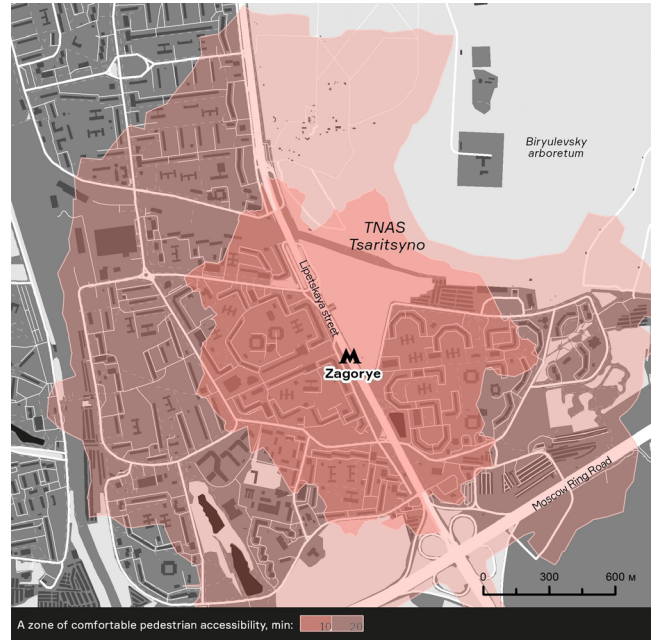 Biryulevsky
arboretum
TNAS
Tsaritsyno
Lipetskaya street
Zagorye
Moscow Ring Road
0 300 600 м
A zone of comfortable pedestrian accessibility, min: 10 20